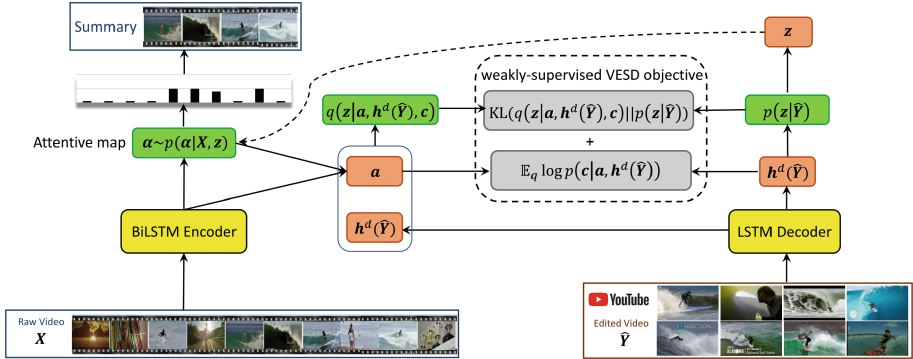 Summary
z
weakly-supervised VESD objective
q(z|a, h^d(Ŷ), c)
KL(q(z|a, h^d(Ŷ), c)||p(z|Ŷ))
p(z|Ŷ)
Attentive map
α~p(α|X, z)
+
a
𝔼_q log p(c|a, h^d(Ŷ))
h^d(Ŷ)
BiLSTM Encoder
h^d(Ŷ)
LSTM Decoder
Raw Video
X
YouTube
Edited Video
Ŷ